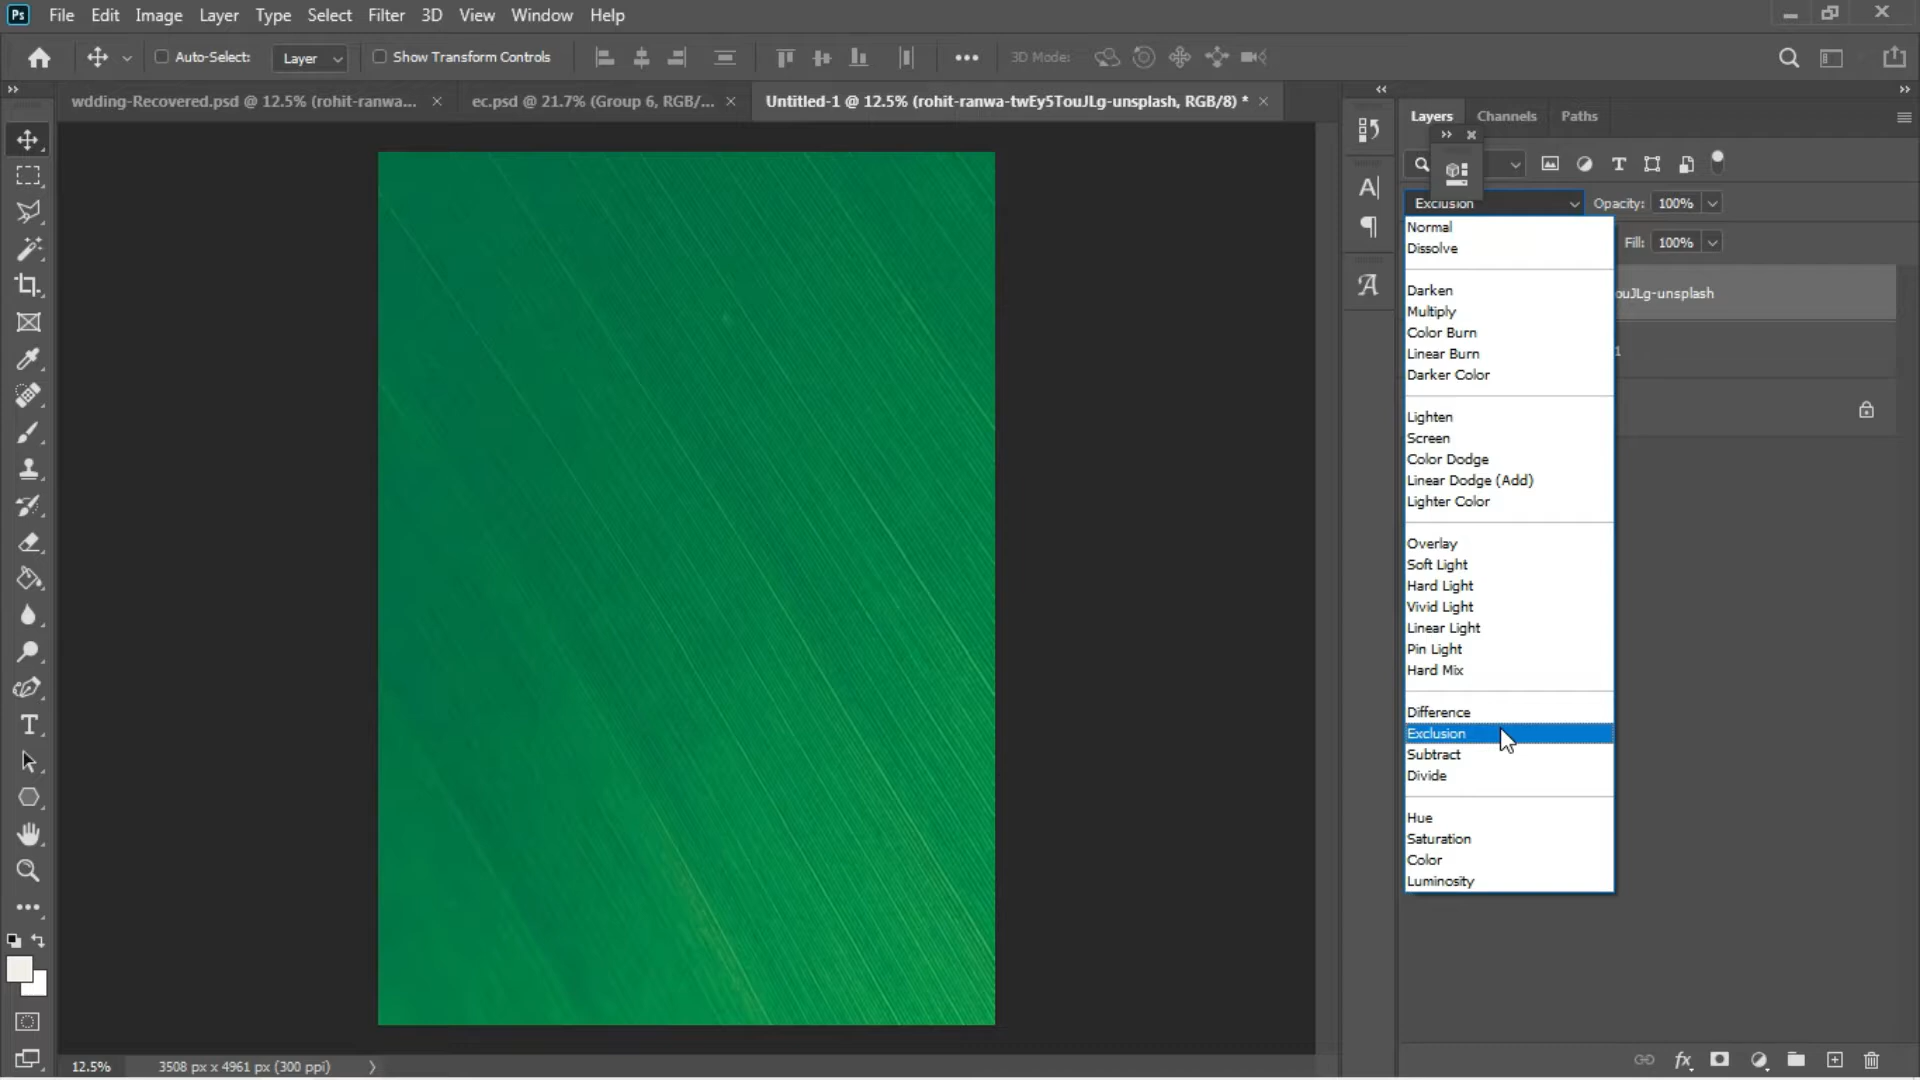 Ps File Edit Image Layer Type Select Filter 3D View Window Help
Auto-Select: Layer Show Transform Controls 3D Mode:
wdding-Recovered.psd @ 12.5% (rohit-ranwa... ec.psd @ 21.7% (Group 6, RGB/... Untitled-1 @ 12.5% (rohit-ranwa-twEy5TouJLg-unsplash, RGB/8) *
Layers Channels Paths
Exclusion Opacity: 100%
Fill: 100%
ouJLg-unsplash
1
Normal
Dissolve
Darken
Multiply
Color Burn
Linear Burn
Darker Color
Lighten
Screen
Color Dodge
Linear Dodge (Add)
Lighter Color
Overlay
Soft Light
Hard Light
Vivid Light
Linear Light
Pin Light
Hard Mix
Difference
Exclusion
Subtract
Divide
Hue
Saturation
Color
Luminosity
12.5% 3508 px x 4961 px (300 ppi)